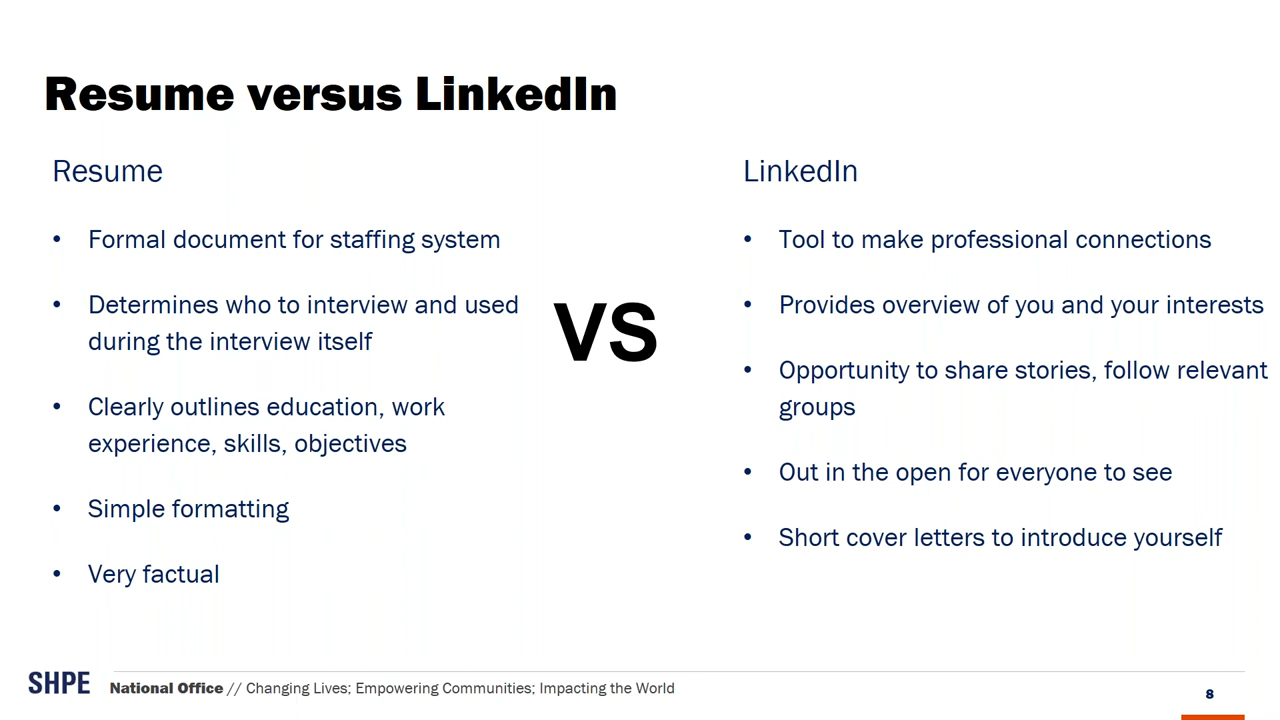 Resume versus LinkedIn
Resume
• Formal document for staffing system
• Determines who to interview and used
during the interview itself
• Clearly outlines education, work
experience, skills, objectives
• Simple formatting
• Very factual
VS
LinkedIn
• Tool to make professional connections
• Provides overview of you and your interests
• Opportunity to share stories, follow relevant
groups
• Out in the open for everyone to see
• Short cover letters to introduce yourself
SHPE National Office // Changing Lives; Empowering Communities; Impacting the World
8